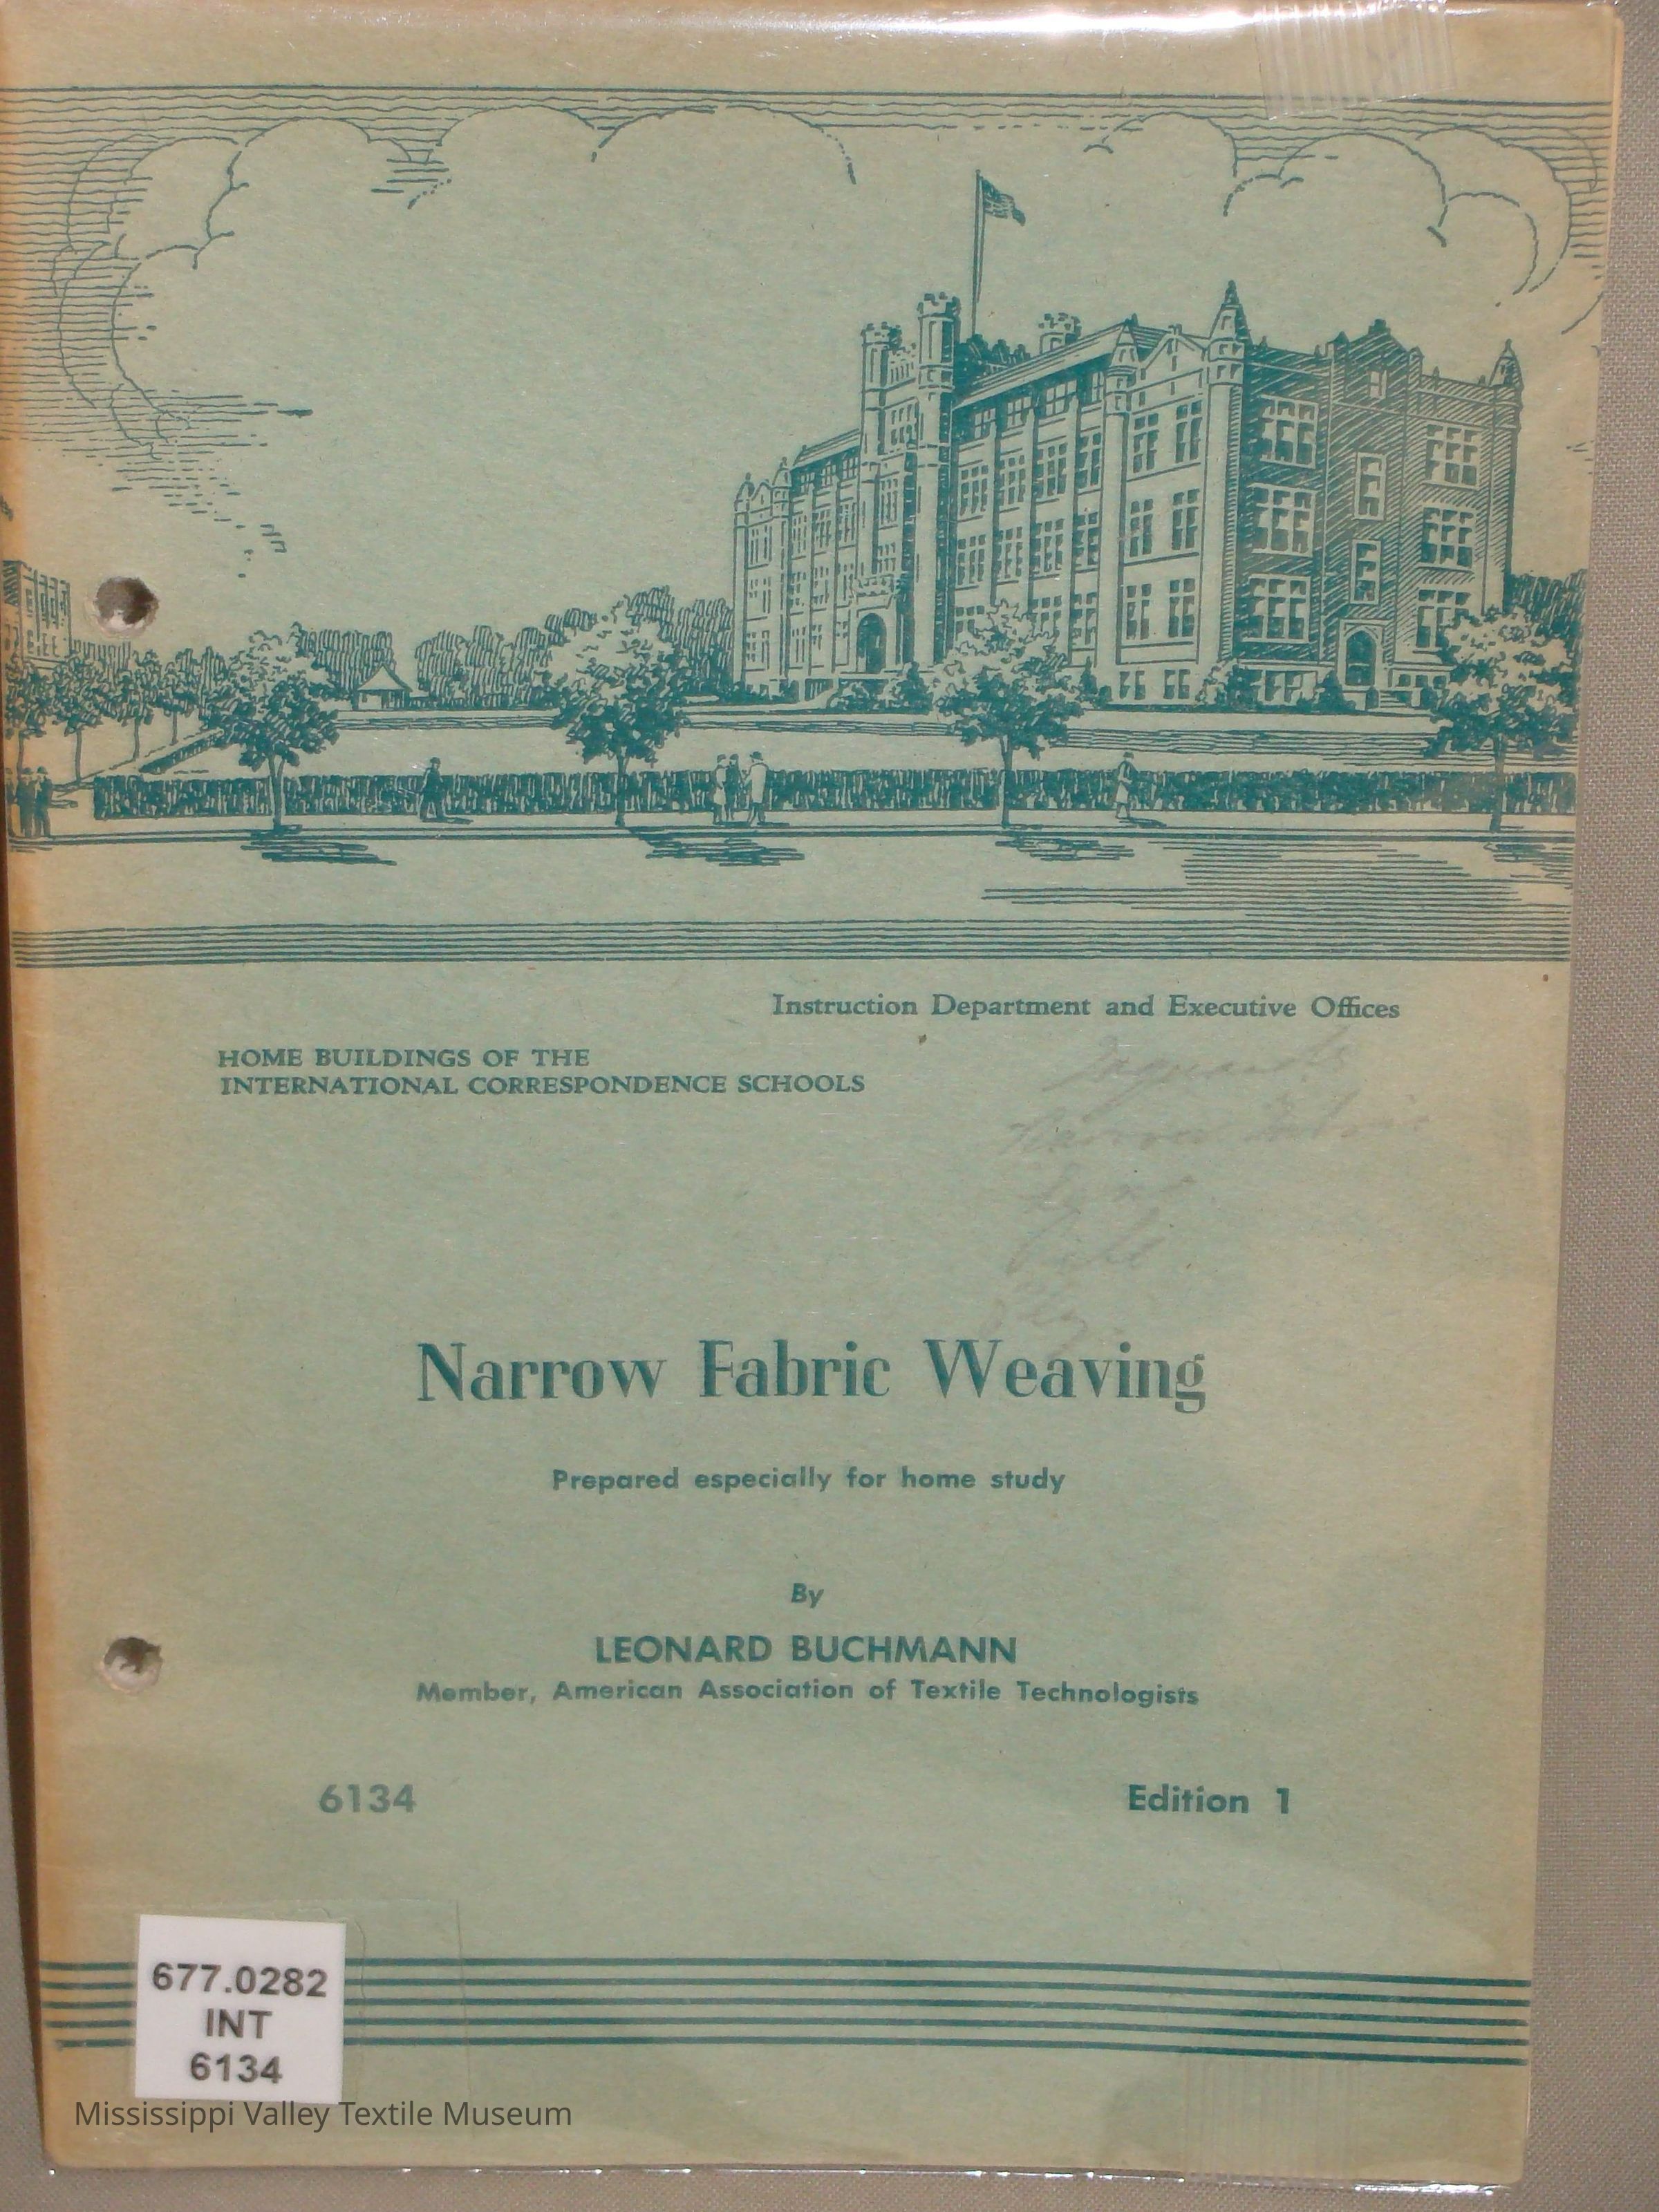 Instruction Department and Executive Offices
HOME BUILDINGS OF THE
INTERNATIONAL CORRESPONDENCE SCHOOLS
Narrow Fabric Weaving
Prepared especially for home study
By
LEONARD BUCHMANN
Member, American Association of Textile Technologists
6134 Edition 1
677.0282
INT
6134
Mississippi Valley Textile Museum